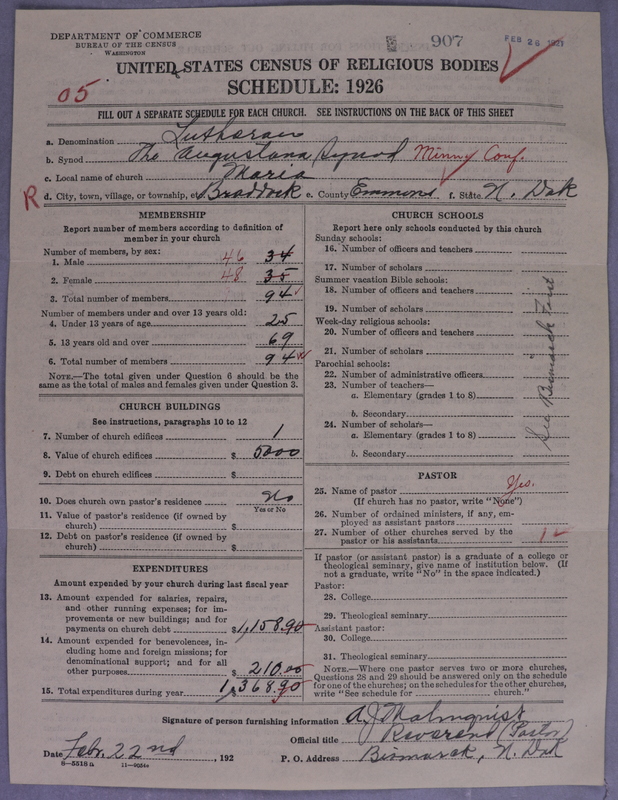 DEPARTMENT OF COMMERCE
BUREAU OF THE CENSUS
WASHINGTON
907
FEB 26 1927
UNITED STATES CENSUS OF RELIGIOUS BODIES
SCHEDULE: 1926
05
FILL OUT A SEPARATE SCHEDULE FOR EACH CHURCH. SEE INSTRUCTIONS ON THE BACK OF THIS SHEET
a. Denomination Lutheran
b. Synod The Augustana Synod Minny Conf.
c. Local name of church Maria
R d. City, town, village, or township, etc. Braddock e. County Emmons f. State N. Dak
MEMBERSHIP
Report number of members according to definition of
member in your church
Number of members, by sex:
1. Male 46 34
2. Female 48 35
3. Total number of members 94
Number of members under and over 13 years old:
4. Under 13 years of age 25
5. 13 years old and over 69
6. Total number of members 94
NOTE.—The total given under Question 6 should be the
same as the total of males and females given under Question 3.
CHURCH BUILDINGS
See instructions, paragraphs 10 to 12
7. Number of church edifices 1
8. Value of church edifices $ 5000
9. Debt on church edifices $
10. Does church own pastor's residence No
Yes or No
11. Value of pastor's residence (if owned by
church) $
12. Debt on pastor's residence (if owned by
church) $
EXPENDITURES
Amount expended by your church during last fiscal year
13. Amount expended for salaries, repairs,
and other running expenses; for im-
provements or new buildings; and for
payments on church debt $1,158.90
14. Amount expended for benevolences, in-
cluding home and foreign missions; for
denominational support; and for all
other purposes $ 210.00
15. Total expenditures during year 1,368.90
CHURCH SCHOOLS
Report here only schools conducted by this church
Sunday schools:
16. Number of officers and teachers
17. Number of scholars
Summer vacation Bible schools:
18. Number of officers and teachers
19. Number of scholars
Week-day religious schools:
20. Number of officers and teachers
21. Number of scholars
Parochial schools:
22. Number of administrative officers
23. Number of teachers—
a. Elementary (grades 1 to 8)
b. Secondary
24. Number of scholars—
a. Elementary (grades 1 to 8)
b. Secondary
See Bismarck First
PASTOR
25. Name of pastor Yes.
(If church has no pastor, write "None")
26. Number of ordained ministers, if any, em-
ployed as assistant pastors
27. Number of other churches served by the
pastor or his assistants 1
If pastor (or assistant pastor) is a graduate of a college or
theological seminary, give name of institution below. (If
not a graduate, write "No" in the space indicated.)
Pastor:
28. College
29. Theological seminary
Assistant pastor:
30. College
31. Theological seminary
NOTE.—Where one pastor serves two or more churches,
Questions 28 and 29 should be answered only on the schedule
for one of the churches; on the schedules for the other churches,
write "See schedule for church."
Signature of person furnishing information A. J. Malmquist
Official title Reverend (Pastor)
Date Febr. 22nd, 192 P. O. Address Bismarck, N. Dak
8—5518a 11—9034